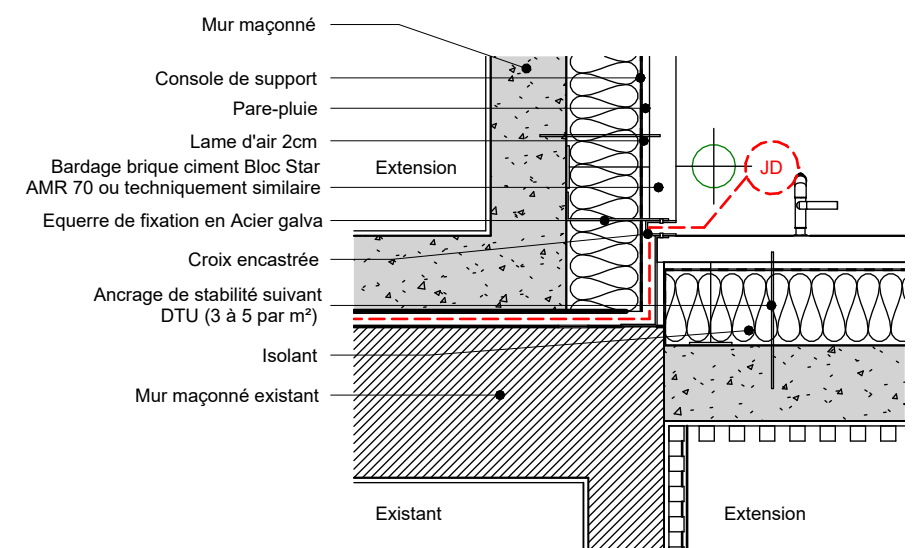 Mur maçonné
Console de support
Pare-pluie
Lame d'air 2cm
Bardage brique ciment Bloc Star
AMR 70 ou techniquement similaire
Equerre de fixation en Acier galva
Croix encastrée
Ancrage de stabilité suivant
DTU (3 à 5 par m²)
Isolant
Mur maçonné existant
Extension
JD
Existant
Extension